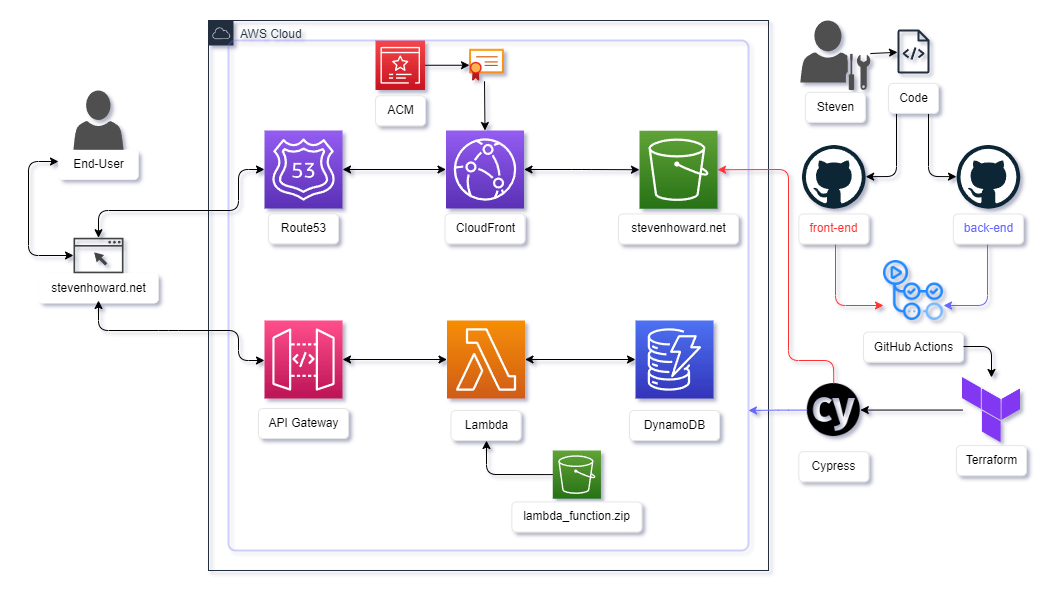 AWS Cloud
ACM
Steven
</>
Code
End-User
53
Route53
CloudFront
stevenhoward.net
front-end
back-end
stevenhoward.net
GitHub Actions
</>
API Gateway
Lambda
DynamoDB
cy
Cypress
Terraform
lambda_function.zip